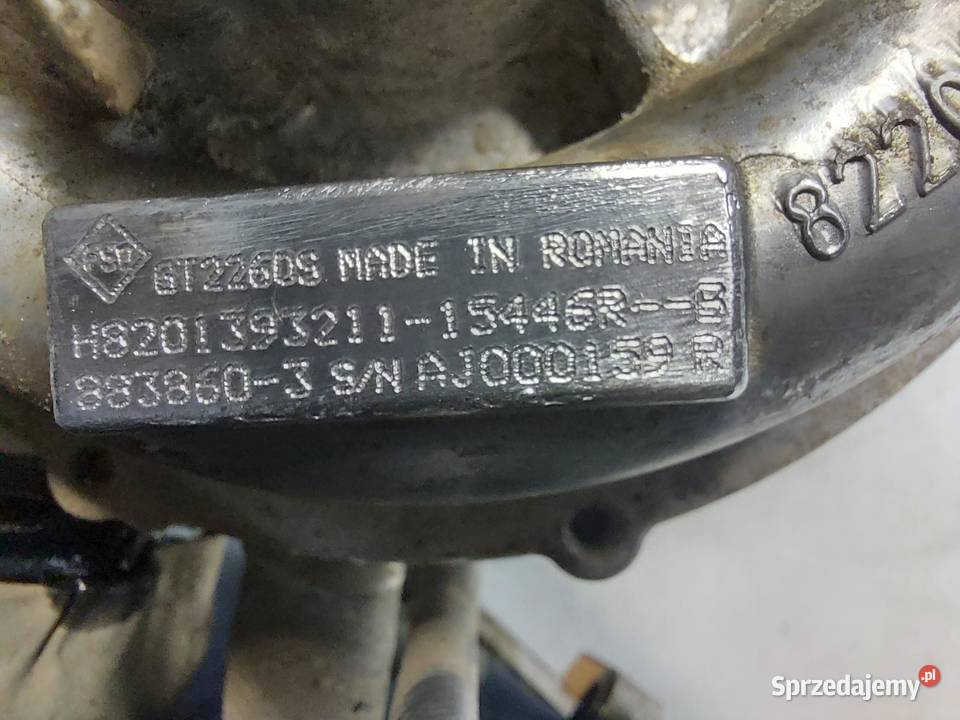 GT2260S MADE IN ROMANIA
H8201393211-15446R--B
883860-3 S/N AJ000159
Sprzedajemy.pl